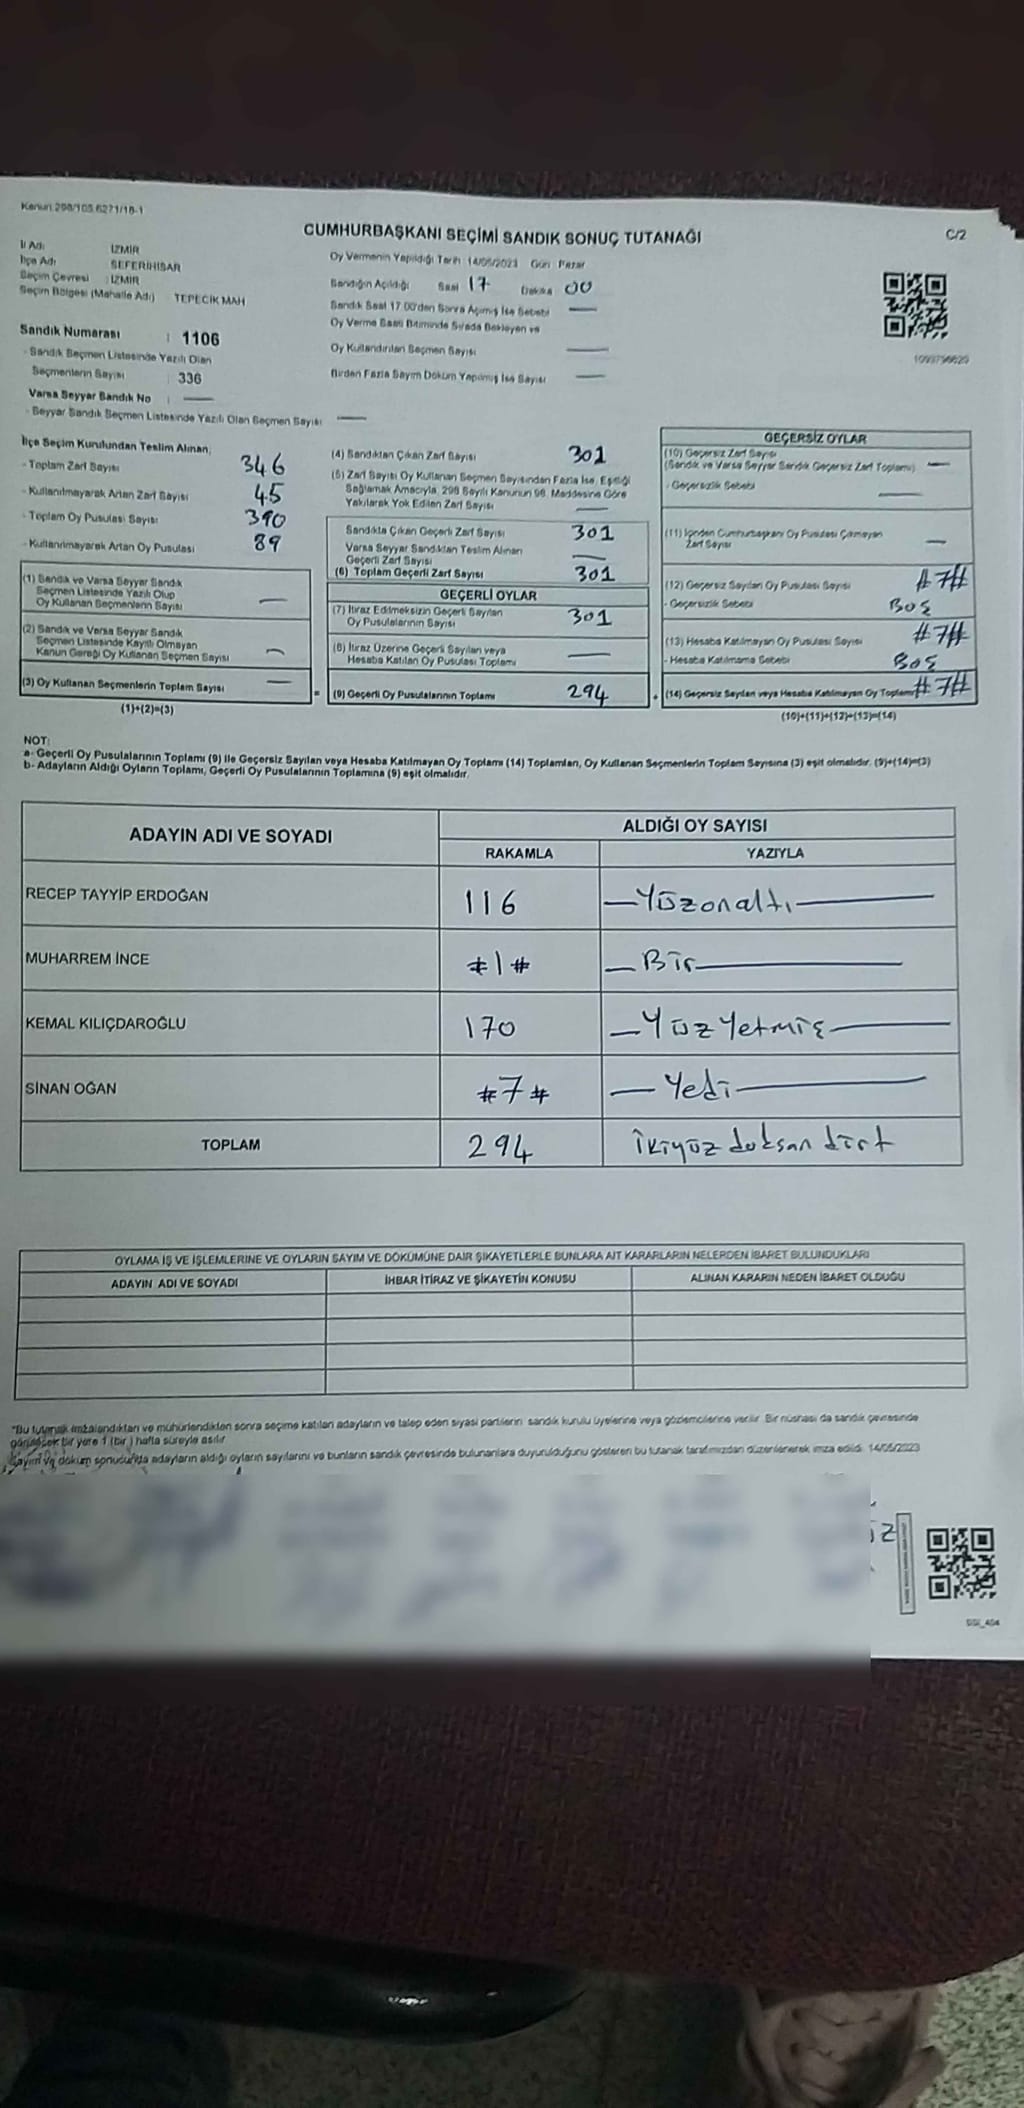 Kanun 298/105.6271/18-1
CUMHURBAŞKANI SEÇİMİ SANDIK SONUÇ TUTANAĞI
C/2
İl Adı İZMİR
İlçe Adı SEFERİHİSAR
Seçim Çevresi : İZMİR
Seçim Bölgesi (Mahalle Adı) TEPECİK MAH
Sandık Numarası : 1106
- Sandık Seçmen Listesinde Yazılı Olan
Seçmenlerin Sayısı 336
Varsa Seyyar Sandık No : —
- Seyyar Sandık Seçmen Listesinde Yazılı Olan Seçmen Sayısı —
Oy Vermenin Yapıldığı Tarih 14/05/2023 Gün : Pazar
Sandığın Açıldığı Saat 17 Dakika 00
Sandık Saat 17.00'den Sonra Açılmış İse Sebebi —
Oy Verme Saati Bitiminde Sırada Bekleyen ve
Oy Kullandırılan Seçmen Sayısı —
Birden Fazla Sayım Döküm Yapılmış İse Sayısı —
İlçe Seçim Kurulundan Teslim Alınan;
- Toplam Zarf Sayısı 346
- Kullanılmayarak Artan Zarf Sayısı 45
- Toplam Oy Pusulası Sayısı 390
- Kullanılmayarak Artan Oy Pusulası 89
(1) Sandık ve Varsa Seyyar Sandık
Seçmen Listesinde Yazılı Olup
Oy Kullanan Seçmenlerin Sayısı —
(2) Sandık ve Varsa Seyyar Sandık
Seçmen Listesinde Kayıtlı Olmayan
Kanun Gereği Oy Kullanan Seçmen Sayısı —
(3) Oy Kullanan Seçmenlerin Toplam Sayısı —
(1)+(2)=(3)
(4) Sandıktan Çıkan Zarf Sayısı 301
(5) Zarf Sayısı Oy Kullanan Seçmen Sayısından Fazla İse, Eşitliği
Sağlamak Amacıyla, 298 Sayılı Kanunun 98. Maddesine Göre
Yakılarak Yok Edilen Zarf Sayısı —
Sandıkta Çıkan Geçerli Zarf Sayısı 301
Varsa Seyyar Sandıktan Teslim Alınan
Geçerli Zarf Sayısı —
(6) Toplam Geçerli Zarf Sayısı 301
GEÇERLİ OYLAR
(7) İtiraz Edilmeksizin Geçerli Sayılan
Oy Pusulalarının Sayısı 301
(8) İtiraz Üzerine Geçerli Sayılan veya
Hesaba Katılan Oy Pusulası Toplamı —
= (9) Geçerli Oy Pusulalarının Toplamı 294 +
GEÇERSİZ OYLAR
(10) Geçersiz Zarf Sayısı
(Sandık ve Varsa Seyyar Sandık Geçersiz Zarf Toplamı) —
- Geçersizlik Sebebi —
(11) İçinden Cumhurbaşkanı Oy Pusulası Çıkmayan
Zarf Sayısı —
(12) Geçersiz Sayılan Oy Pusulası Sayısı #7#
- Geçersizlik Sebebi BOŞ
(13) Hesaba Katılmayan Oy Pusulası Sayısı #7#
- Hesaba Katılmama Sebebi BOŞ
(14) Geçersiz Sayılan veya Hesaba Katılmayan Oy Toplamı #7#
(10)+(11)+(12)+(13)=(14)
NOT:
a- Geçerli Oy Pusulalarının Toplamı (9) ile Geçersiz Sayılan veya Hesaba Katılmayan Oy Toplamı (14) Toplamları, Oy Kullanan Seçmenlerin Toplam Sayısına (3) eşit olmalıdır. (9)+(14)=(3)
b- Adayların Aldığı Oyların Toplamı, Geçerli Oy Pusulalarının Toplamına (9) eşit olmalıdır.
ADAYIN ADI VE SOYADI ALDIĞI OY SAYISI
RAKAMLA YAZIYLA
RECEP TAYYİP ERDOĞAN 116 —Yüzonaltı—
MUHARREM İNCE #1# —Bir—
KEMAL KILIÇDAROĞLU 170 —Yüz Yetmiş—
SİNAN OĞAN #7# —Yedi—
TOPLAM 294 İkiyüz doksan dört
OYLAMA İŞ VE İŞLEMLERİNE VE OYLARIN SAYIM VE DÖKÜMÜNE DAİR ŞİKAYETLERLE BUNLARA AİT KARARLARIN NELERDEN İBARET BULUNDUKLARI
ADAYIN ADI VE SOYADI İHBAR İTİRAZ VE ŞİKAYETİN KONUSU ALINAN KARARIN NEDEN İBARET OLDUĞU
*Bu tutanak imzalandıktan ve mühürlendikten sonra seçime katılan adayların ve talep eden siyasi partilerin sandık kurulu üyelerine veya gözlemcilerine verilir. Bir nüshası da sandık çevresinde
görülecek bir yere 1 (bir ) hafta süreyle asılır
Sayım ve döküm sonucunda adayların aldığı oyların sayılarını ve bunların sandık çevresinde bulunanlara duyurulduğunu gösteren bu tutanak tarafımızdan düzenlenerek imza edildi. 14/05/2023